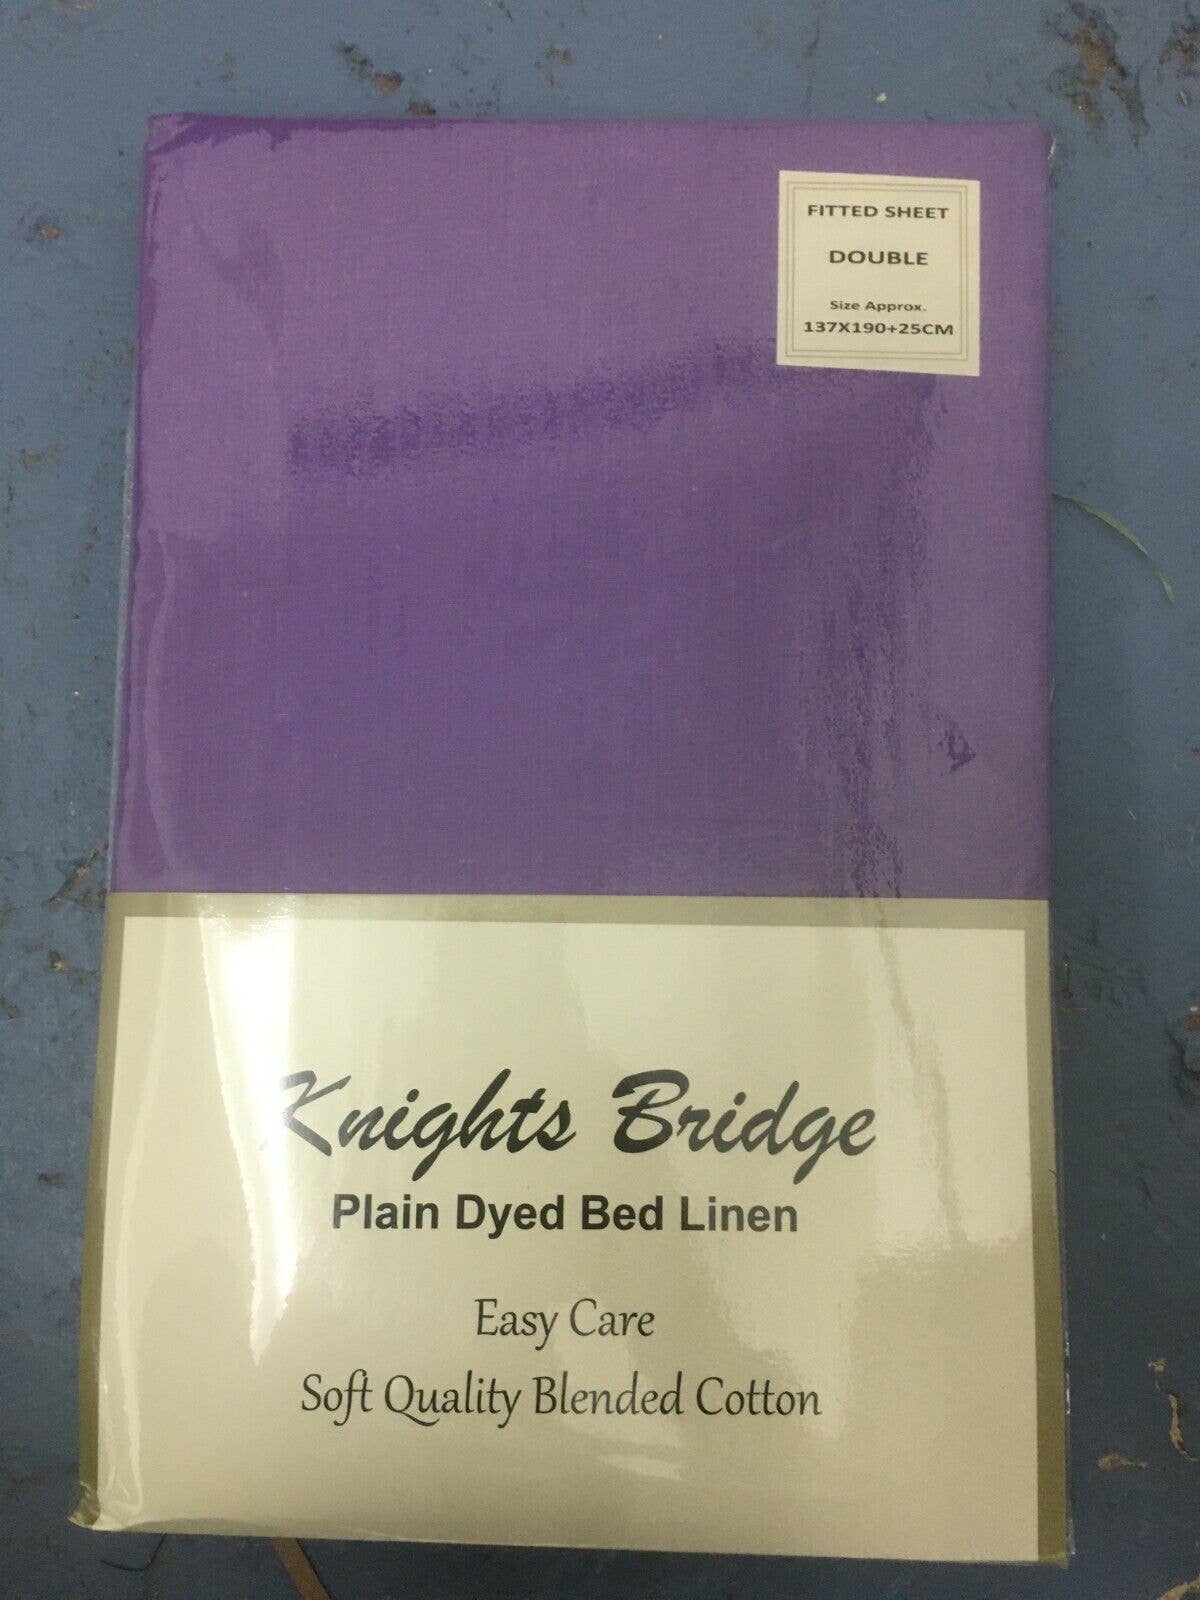 FITTED SHEET
DOUBLE
Size Approx.
137X190+25CM
Knights Bridge
Plain Dyed Bed Linen
Easy Care
Soft Quality Blended Cotton